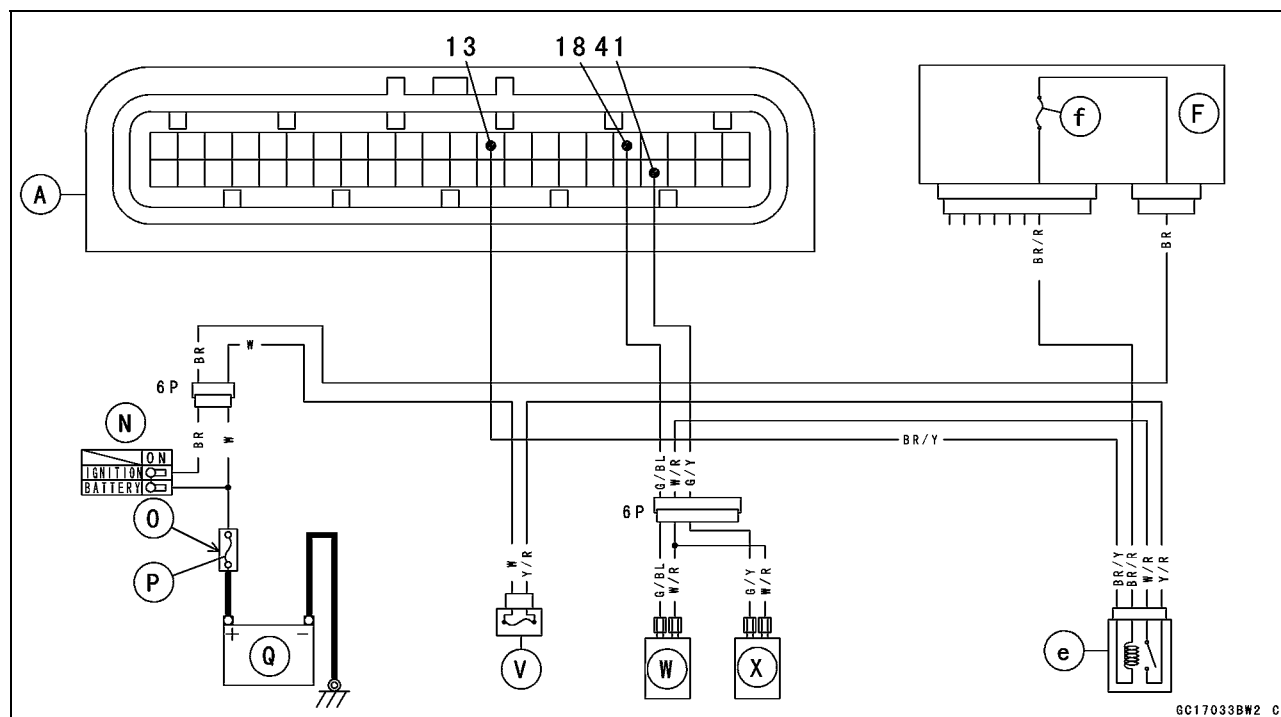 13
18 41
A
f
F
BR/R
BR
BR
W
6P
N
BR
W
ON
IGNITION
BATTERY
O
P
+
-
Q
W
Y/R
V
G/BL
W/R
G/Y
6P
G/BL
W/R
G/Y
W/R
W
X
BR/Y
BR/Y
BR/R
W/R
Y/R
e
GC17033BW2 C